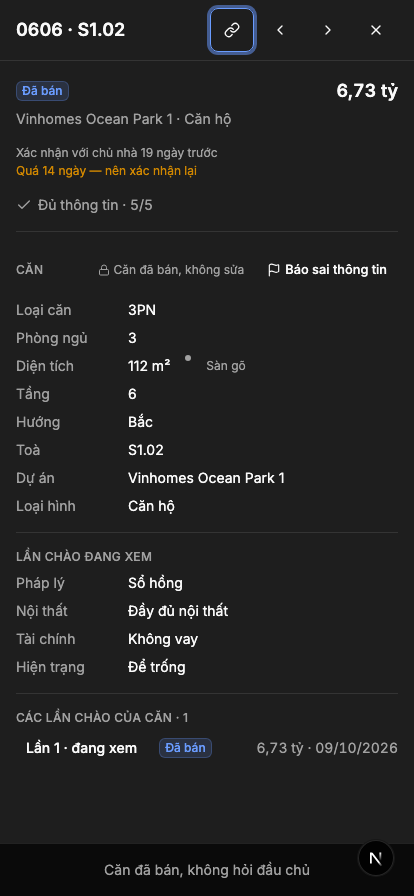 0606 · S1.02
Đã bán 6,73 tỷ
Vinhomes Ocean Park 1 · Căn hộ
Xác nhận với chủ nhà 19 ngày trước
Quá 14 ngày — nên xác nhận lại
Đủ thông tin · 5/5
CĂN Căn đã bán, không sửa Báo sai thông tin
Loại căn 3PN
Phòng ngủ 3
Diện tích 112 m² Sàn gõ
Tầng 6
Hướng Bắc
Toà S1.02
Dự án Vinhomes Ocean Park 1
Loại hình Căn hộ
LẦN CHÀO ĐANG XEM
Pháp lý Sổ hồng
Nội thất Đầy đủ nội thất
Tài chính Không vay
Hiện trạng Để trống
CÁC LẦN CHÀO CỦA CĂN · 1
Lần 1 · đang xem Đã bán 6,73 tỷ · 09/10/2026
Căn đã bán, không hỏi đầu chủ
N